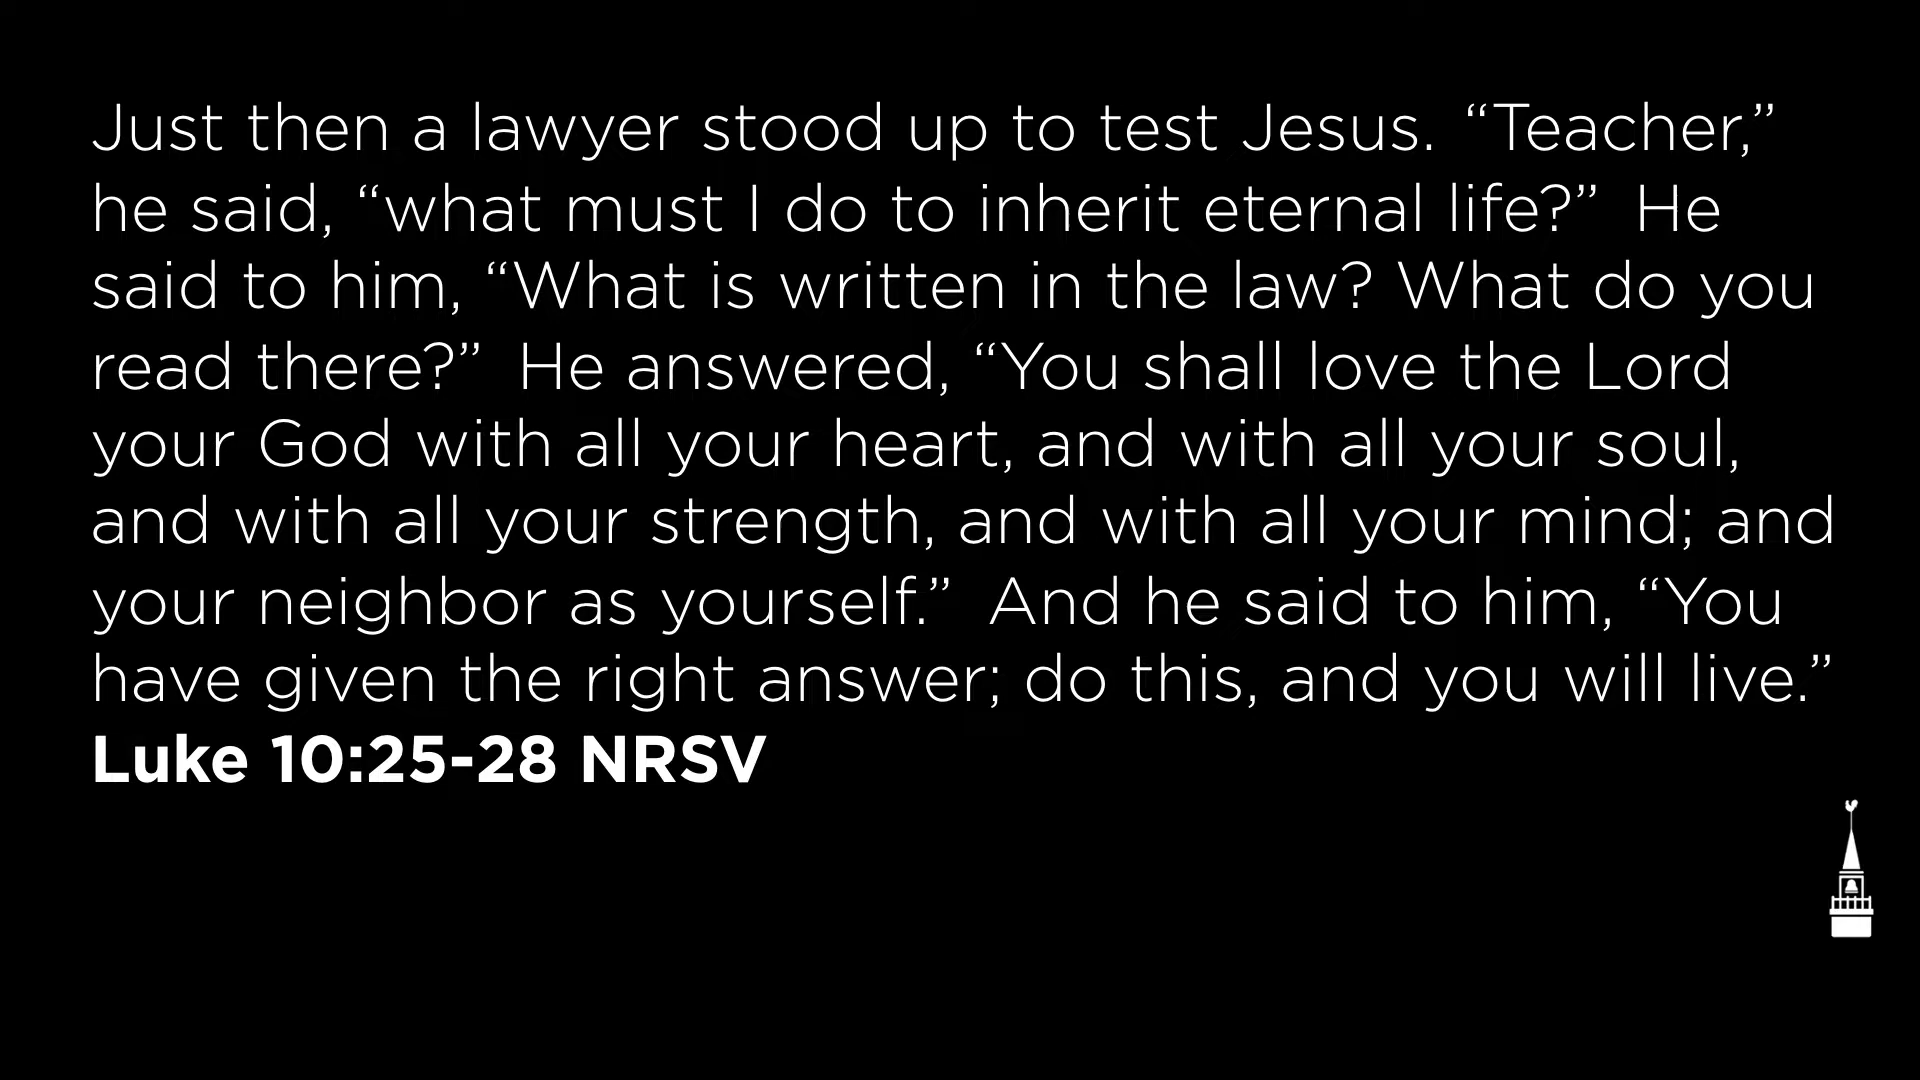 Just then a lawyer stood up to test Jesus. “Teacher,”
he said, “what must I do to inherit eternal life?” He
said to him, “What is written in the law? What do you
read there?” He answered, “You shall love the Lord
your God with all your heart, and with all your soul,
and with all your strength, and with all your mind; and
your neighbor as yourself.” And he said to him, “You
have given the right answer; do this, and you will live.”
Luke 10:25-28 NRSV